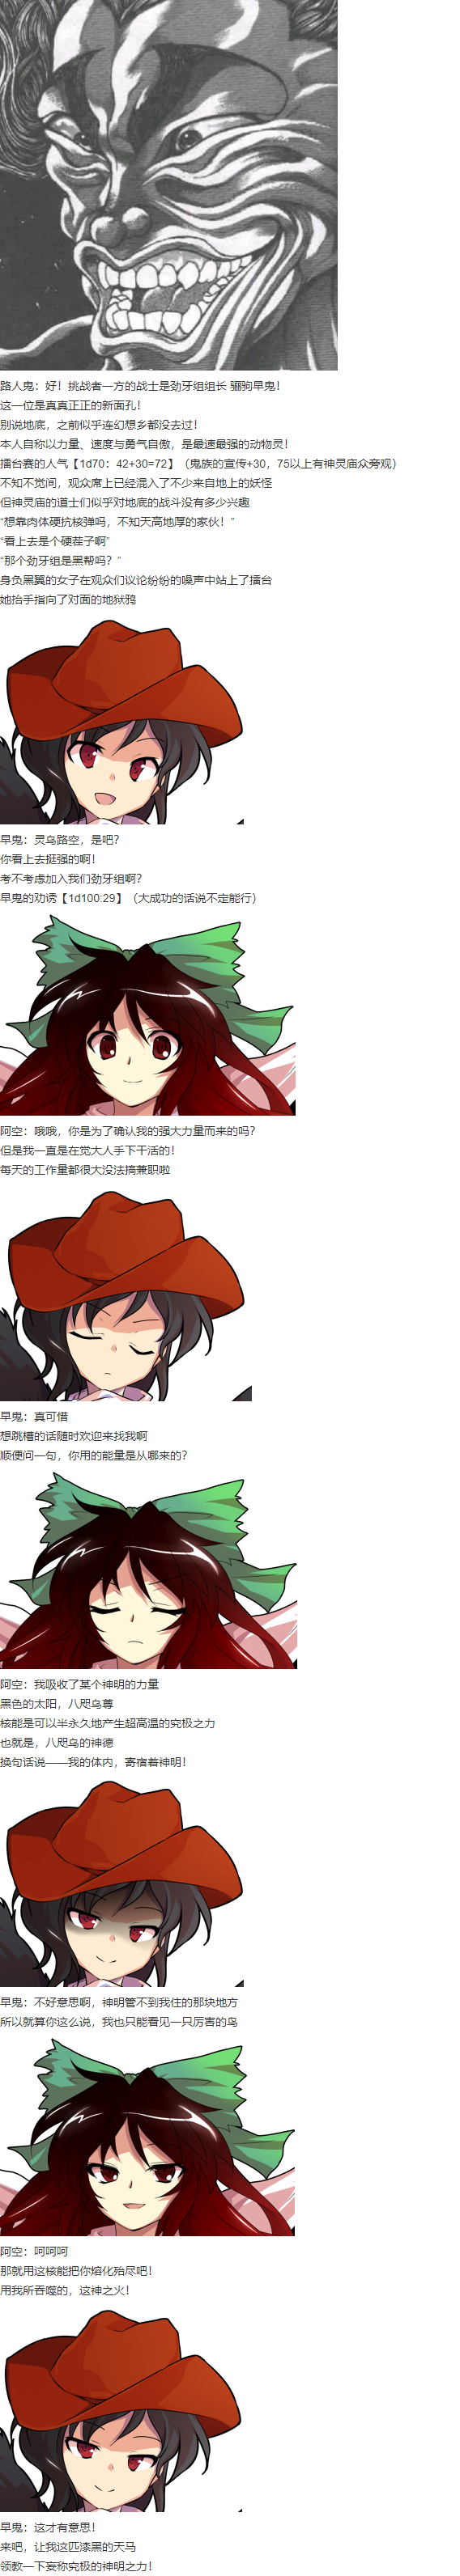 路人鬼：好！挑战者一方的战士是劲牙组组长 骊驹早鬼！
这一位是真真正正的新面孔！
别说地底，之前似乎连幻想乡都没去过！
本人自称以力量、速度与勇气自傲，是最速最强的动物灵！
擂台赛的人气【1d70：42+30=72】（鬼族的宣传+30，75以上有神灵庙众旁观）
不知不觉间，观众席上已经混入了不少来自地上的妖怪
但神灵庙的道士们似乎对地底的战斗没有多少兴趣
“想靠肉体硬抗核弹吗，不知天高地厚的家伙！”
“看上去是个硬茬子啊”
“那个劲牙组是黑帮吗？”
身负黑翼的女子在观众们议论纷纷的噪声中站上了擂台
她抬手指向了对面的地狱鸦
早鬼：灵乌路空，是吧？
你看上去挺强的啊！
考不考虑加入我们劲牙组啊？
早鬼的劝诱【1d100:29】（大成功的话说不定能行）
阿空：哦哦，你是为了确认我的强大力量而来的吗？
但是我一直是在觉大人手下干活的！
每天的工作量都很大没法搞兼职啦
早鬼：真可惜
想跳槽的话随时欢迎来找我啊
顺便问一句，你用的能量是从哪来的？
阿空：我吸收了某个神明的力量
黑色的太阳，八咫乌尊
核能是可以半永久地产生超高温的究极之力
也就是，八咫乌的神德
换句话说——我的体内，寄宿着神明！
早鬼：不好意思啊，神明管不到我住的那块地方
所以就算你这么说，我也只能看见一只厉害的鸟
阿空：呵呵呵
那就用这核能把你熔化殆尽吧！
用我所吞噬的，这神之火！
早鬼：这才有意思！
来吧，让我这匹漆黑的天马
领教一下妄称究极的神明之力！